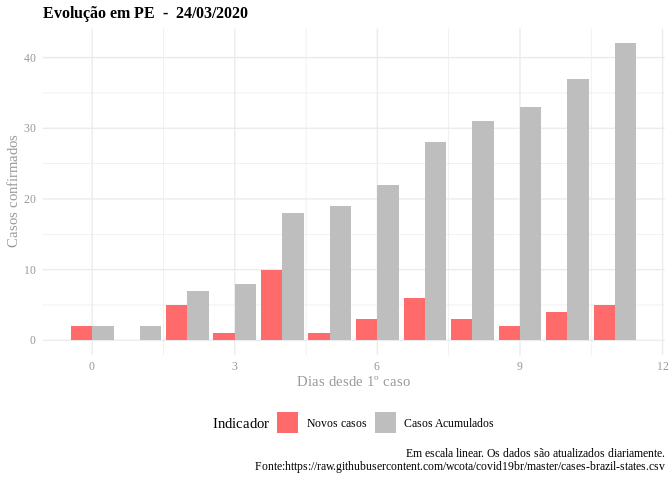 Evolução em PE - 24/03/2020
Casos confirmados
40
30
20
10
0
0 3 6 9 12
Dias desde 1º caso
Indicador Novos casos Casos Acumulados
Em escala linear. Os dados são atualizados diariamente.
Fonte:https://raw.githubusercontent.com/wcota/covid19br/master/cases-brazil-states.csv